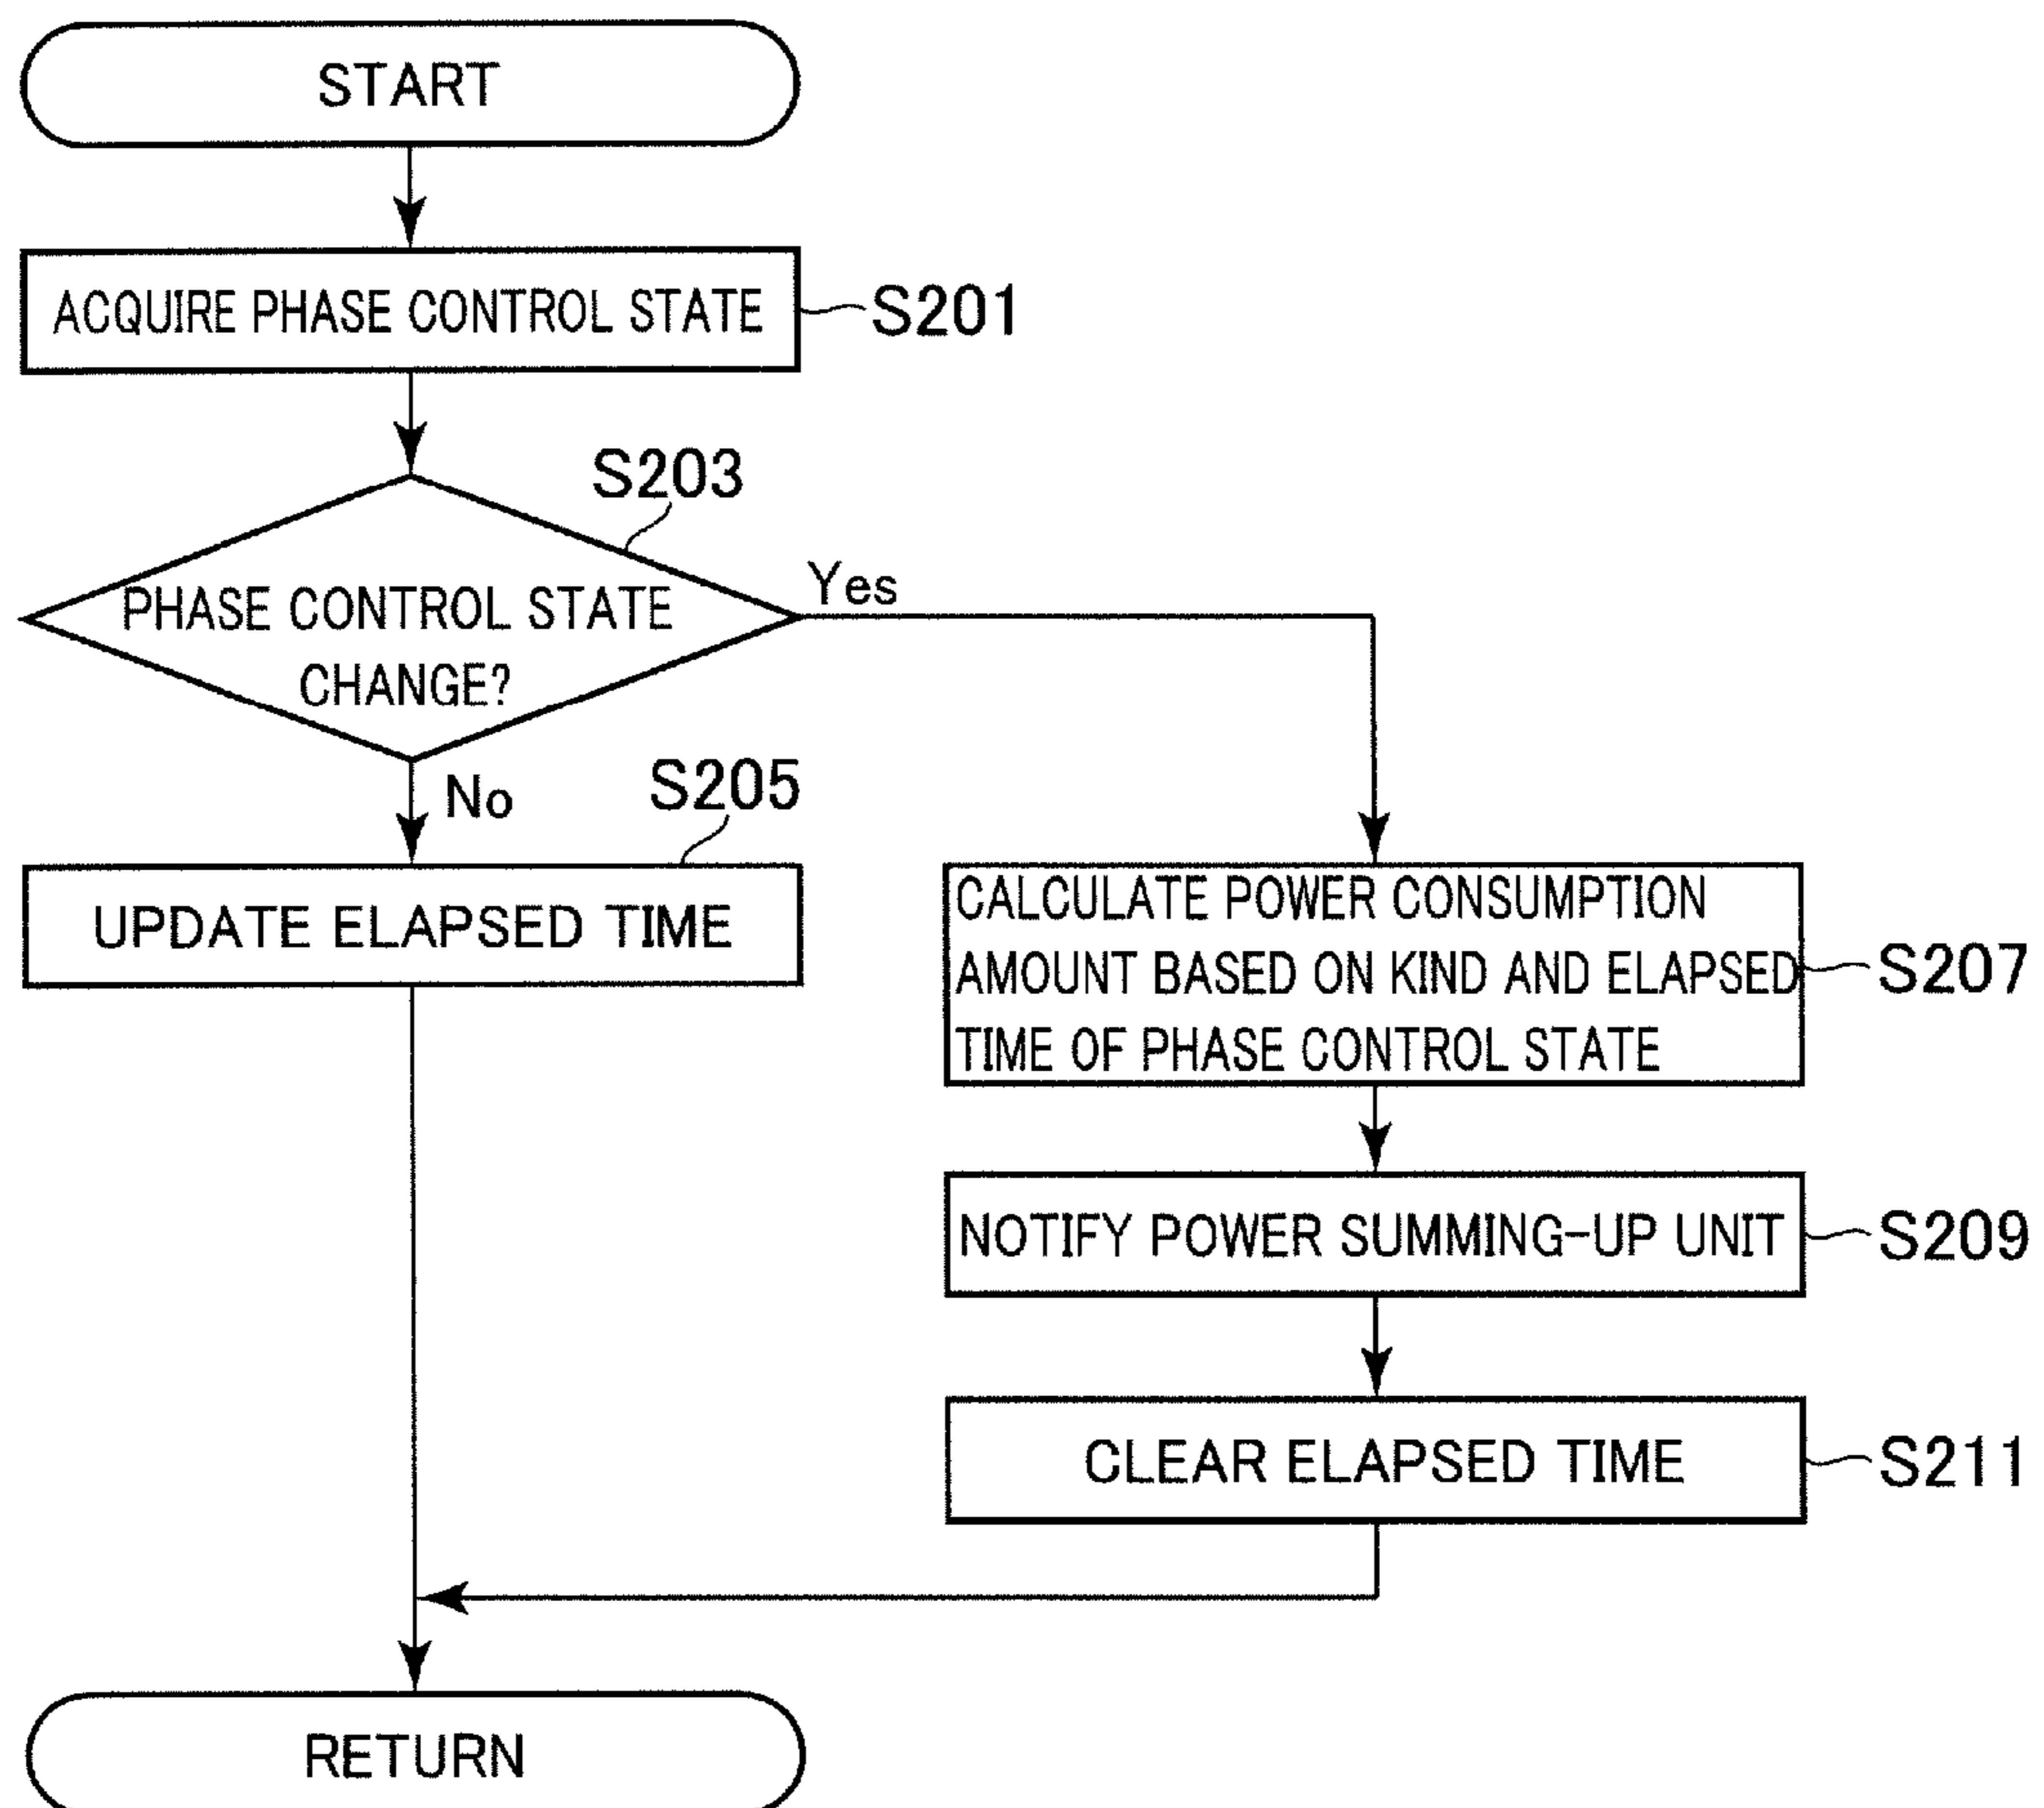 START
ACQUIRE PHASE CONTROL STATE
S201
S203
PHASE CONTROL STATE
CHANGE?
Yes
No
S205
UPDATE ELAPSED TIME
CALCULATE POWER CONSUMPTION
AMOUNT BASED ON KIND AND ELAPSED
TIME OF PHASE CONTROL STATE
S207
NOTIFY POWER SUMMING-UP UNIT
S209
CLEAR ELAPSED TIME
S211
RETURN